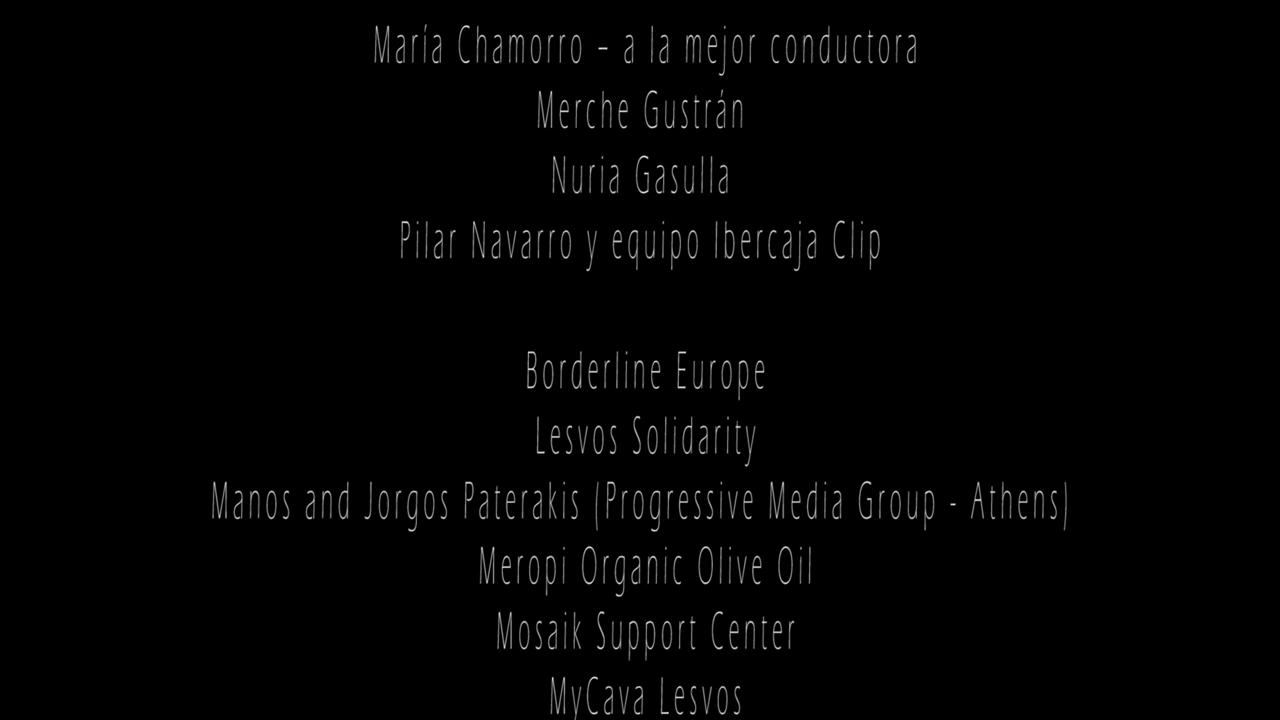 María Chamorro – a la mejor conductora
Merche Gustrán
Nuria Gasulla
Pilar Navarro y equipo Ibercaja Clip
Borderline Europe
Lesvos Solidarity
Manos and Jorgos Paterakis (Progressive Media Group - Athens)
Meropi Organic Olive Oil
Mosaik Support Center
MyCava Lesvos